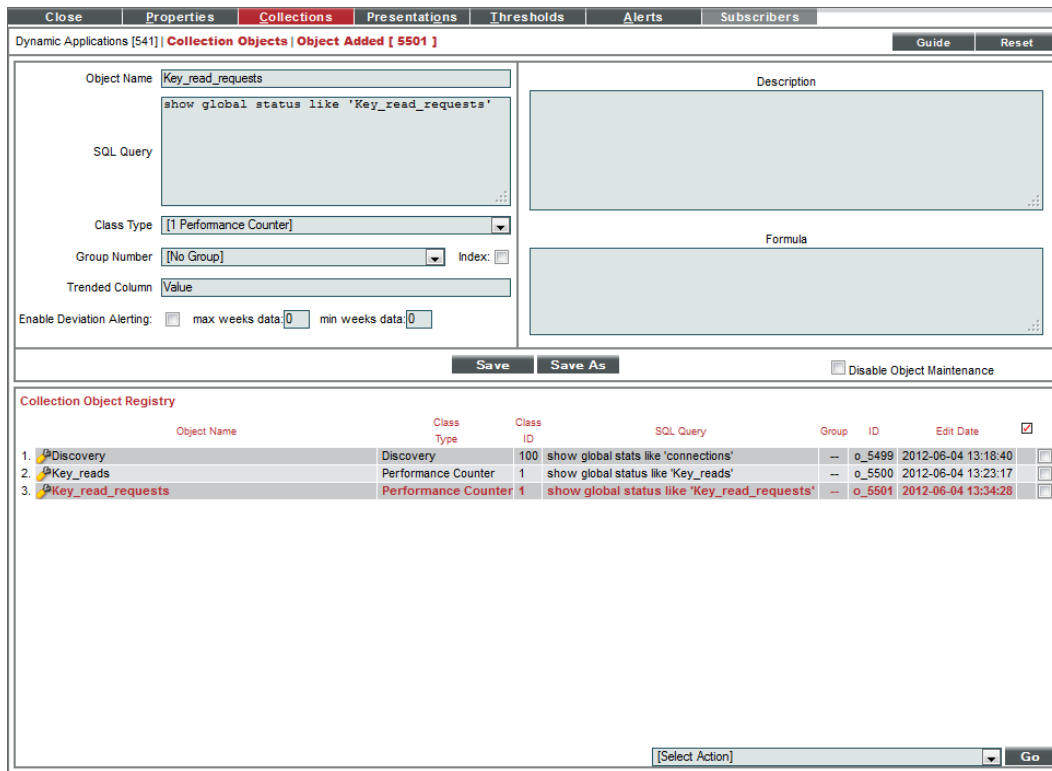 Close Properties Collections Presentations Thresholds Alerts Subscribers
Dynamic Applications [541] | Collection Objects | Object Added [ 5501 ] Guide Reset
Object Name Key_read_requests
SQL Query show global status like 'Key_read_requests'
Class Type [1 Performance Counter]
Group Number [No Group] Index:
Trended Column Value
Enable Deviation Alerting: max weeks data: 0 min weeks data: 0
Description
Formula
Save Save As Disable Object Maintenance
Collection Object Registry
Object Name Class Type Class ID SQL Query Group ID Edit Date
1. Discovery Discovery 100 show global stats like 'connections' -- o_5499 2012-06-04 13:18:40
2. Key_reads Performance Counter 1 show global status like 'Key_reads' -- o_5500 2012-06-04 13:23:17
3. Key_read_requests Performance Counter 1 show global status like 'Key_read_requests' -- o_5501 2012-06-04 13:34:28
[Select Action] Go